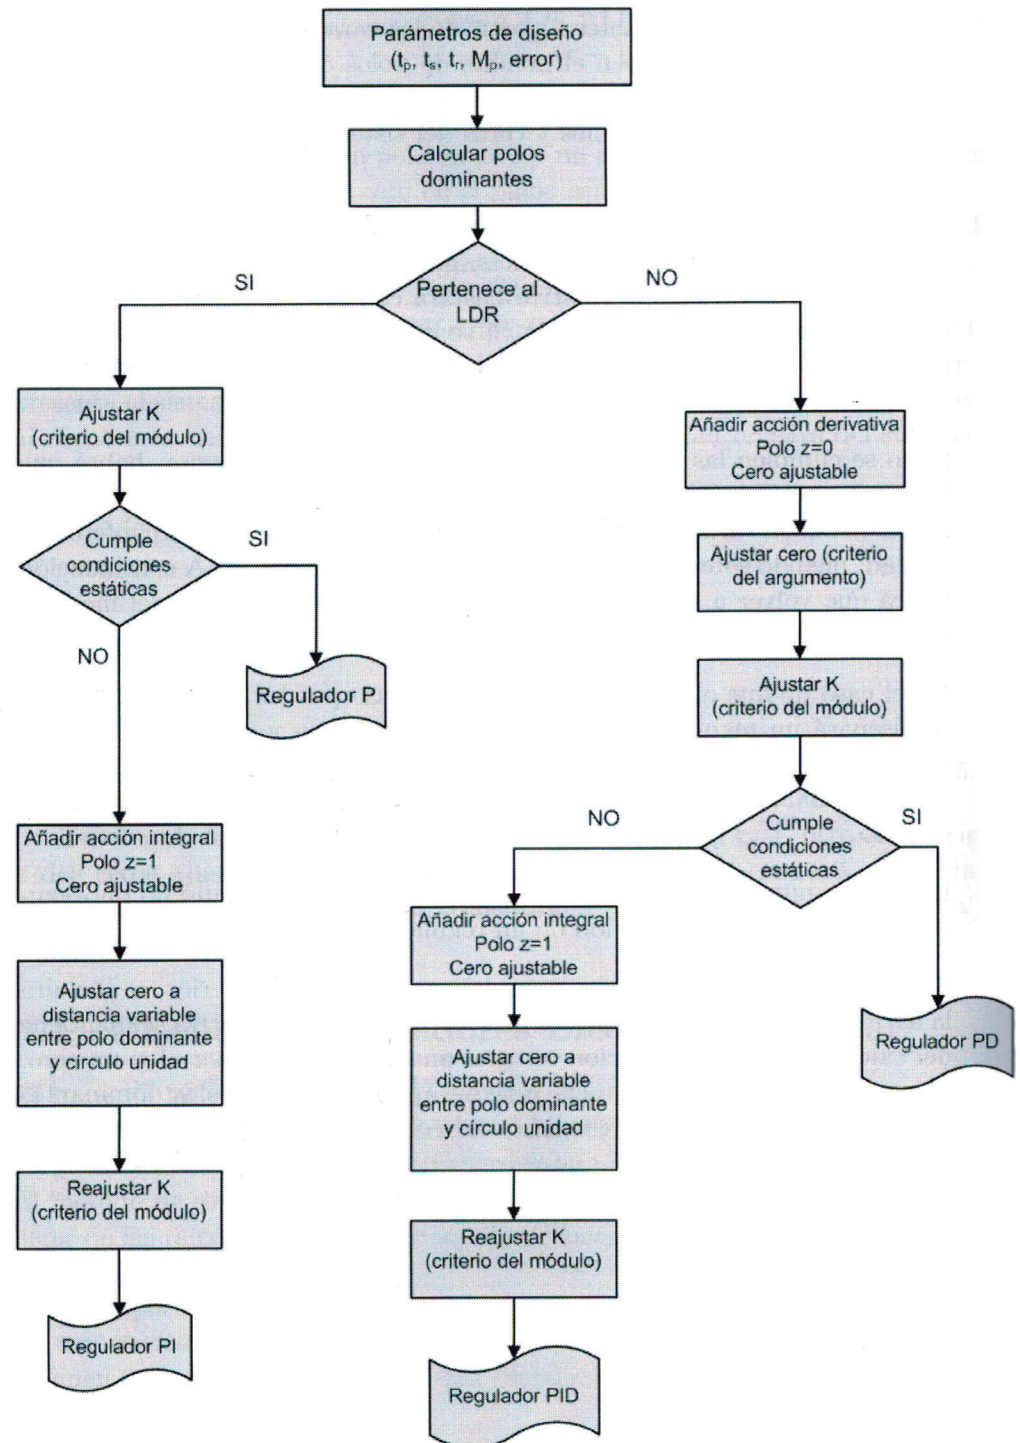 Parámetros de diseño
(tp, ts, tr, Mp, error)
Calcular polos
dominantes
Pertenece al
LDR
SI
NO
Ajustar K
(criterio del módulo)
Cumple
condiciones
estáticas
SI
NO
Regulador P
Añadir acción integral
Polo z=1
Cero ajustable
Ajustar cero a
distancia variable
entre polo dominante
y círculo unidad
Reajustar K
(criterio del módulo)
Regulador PI
Añadir acción derivativa
Polo z=0
Cero ajustable
Ajustar cero (criterio
del argumento)
Ajustar K
(criterio del módulo)
Cumple
condiciones
estáticas
NO
SI
Añadir acción integral
Polo z=1
Cero ajustable
Ajustar cero a
distancia variable
entre polo dominante
y círculo unidad
Reajustar K
(criterio del módulo)
Regulador PID
Regulador PD